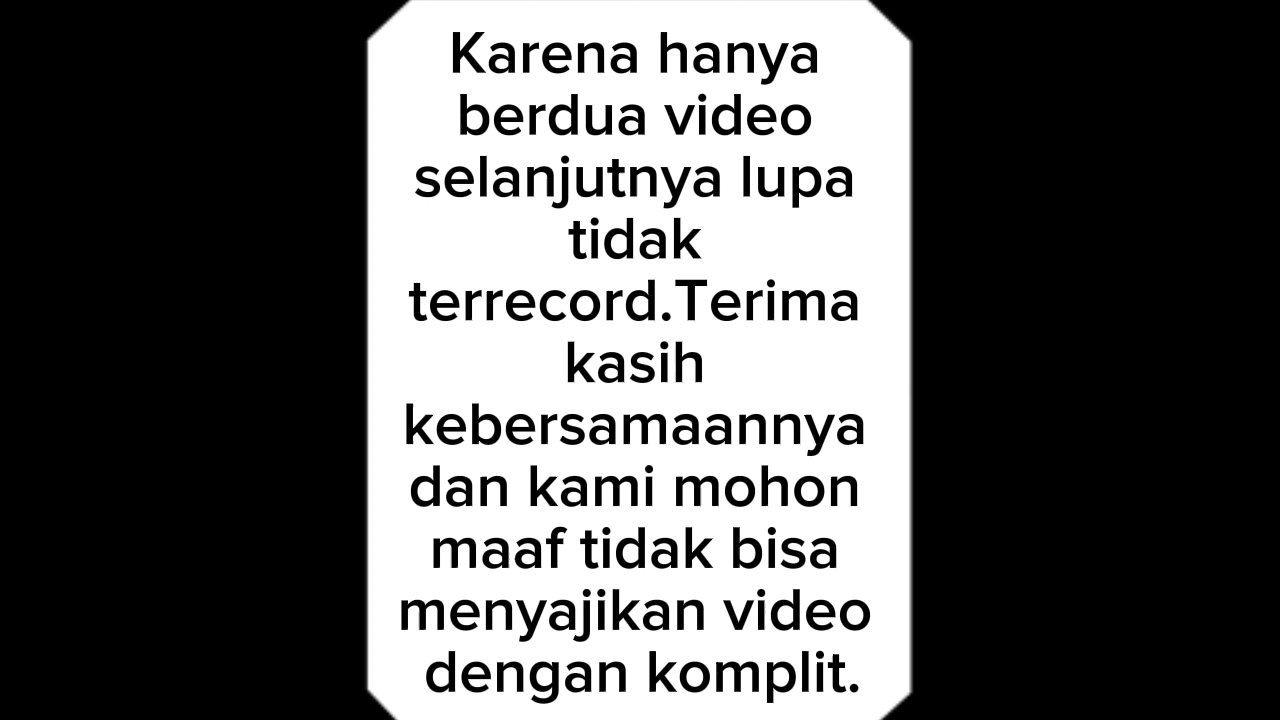 Karena hanya
berdua video
selanjutnya lupa
tidak
terrecord.Terima
kasih
kebersamaannya
dan kami mohon
maaf tidak bisa
menyajikan video
dengan komplit.